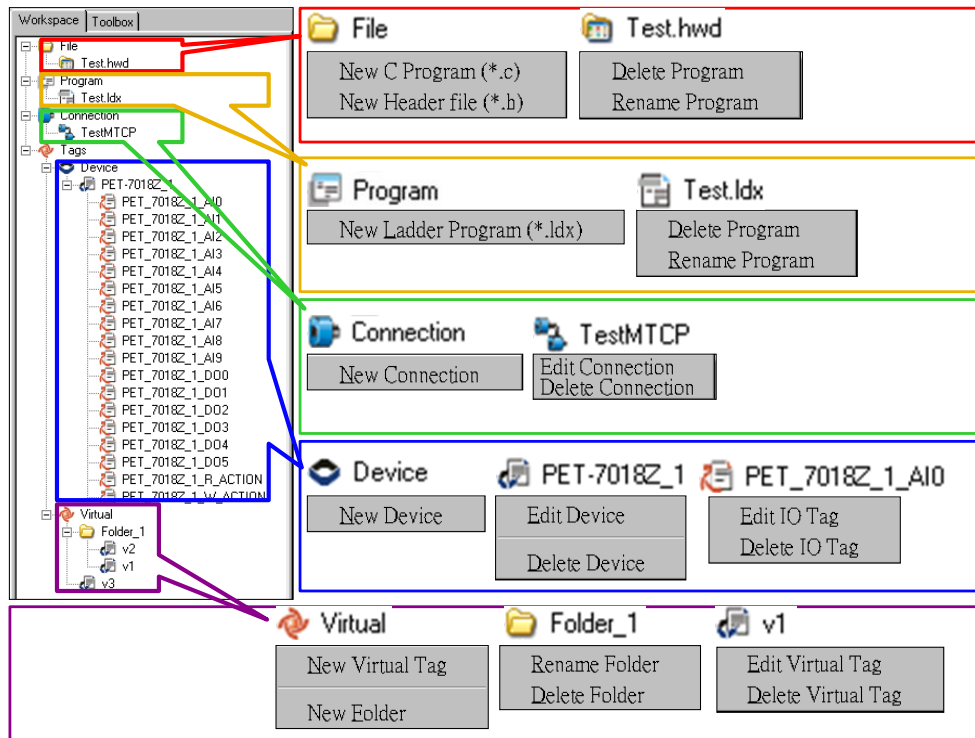 Workspace
Toolbox
File
Test.hwd
Program
Test.ldx
Connection
TestMTCP
Tags
Device
PET-7018Z_1
PET_7018Z_1_AI0
PET_7018Z_1_AI1
PET_7018Z_1_AI2
PET_7018Z_1_AI3
PET_7018Z_1_AI4
PET_7018Z_1_AI5
PET_7018Z_1_AI6
PET_7018Z_1_AI7
PET_7018Z_1_AI8
PET_7018Z_1_AI9
PET_7018Z_1_DO0
PET_7018Z_1_DO1
PET_7018Z_1_DO2
PET_7018Z_1_DO3
PET_7018Z_1_DO4
PET_7018Z_1_DO5
PET_7018Z_1_R_ACTION
PET_7018Z_1_W_ACTION
Virtual
Folder_1
v2
v1
v3
File
New C Program (*.c)
New Header file (*.h)
Test.hwd
Delete Program
Rename Program
Program
New Ladder Program (*.ldx)
Test.ldx
Delete Program
Rename Program
Connection
New Connection
TestMTCP
Edit Connection
Delete Connection
Device
New Device
PET-7018Z_1
Edit Device
Delete Device
PET_7018Z_1_AI0
Edit IO Tag
Delete IO Tag
Virtual
New Virtual Tag
New Folder
Folder_1
Rename Folder
Delete Folder
v1
Edit Virtual Tag
Delete Virtual Tag